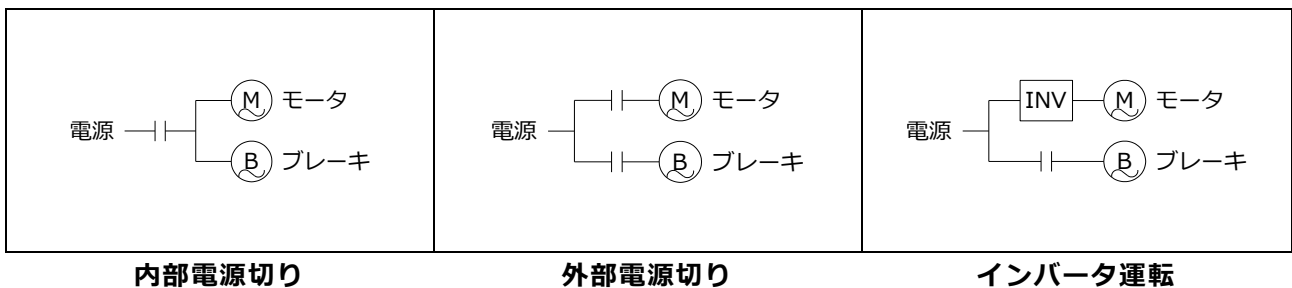 M モータ
電源
B ブレーキ
内部電源切り
M モータ
電源
B ブレーキ
外部電源切り
INV M モータ
電源
B ブレーキ
インバータ運転